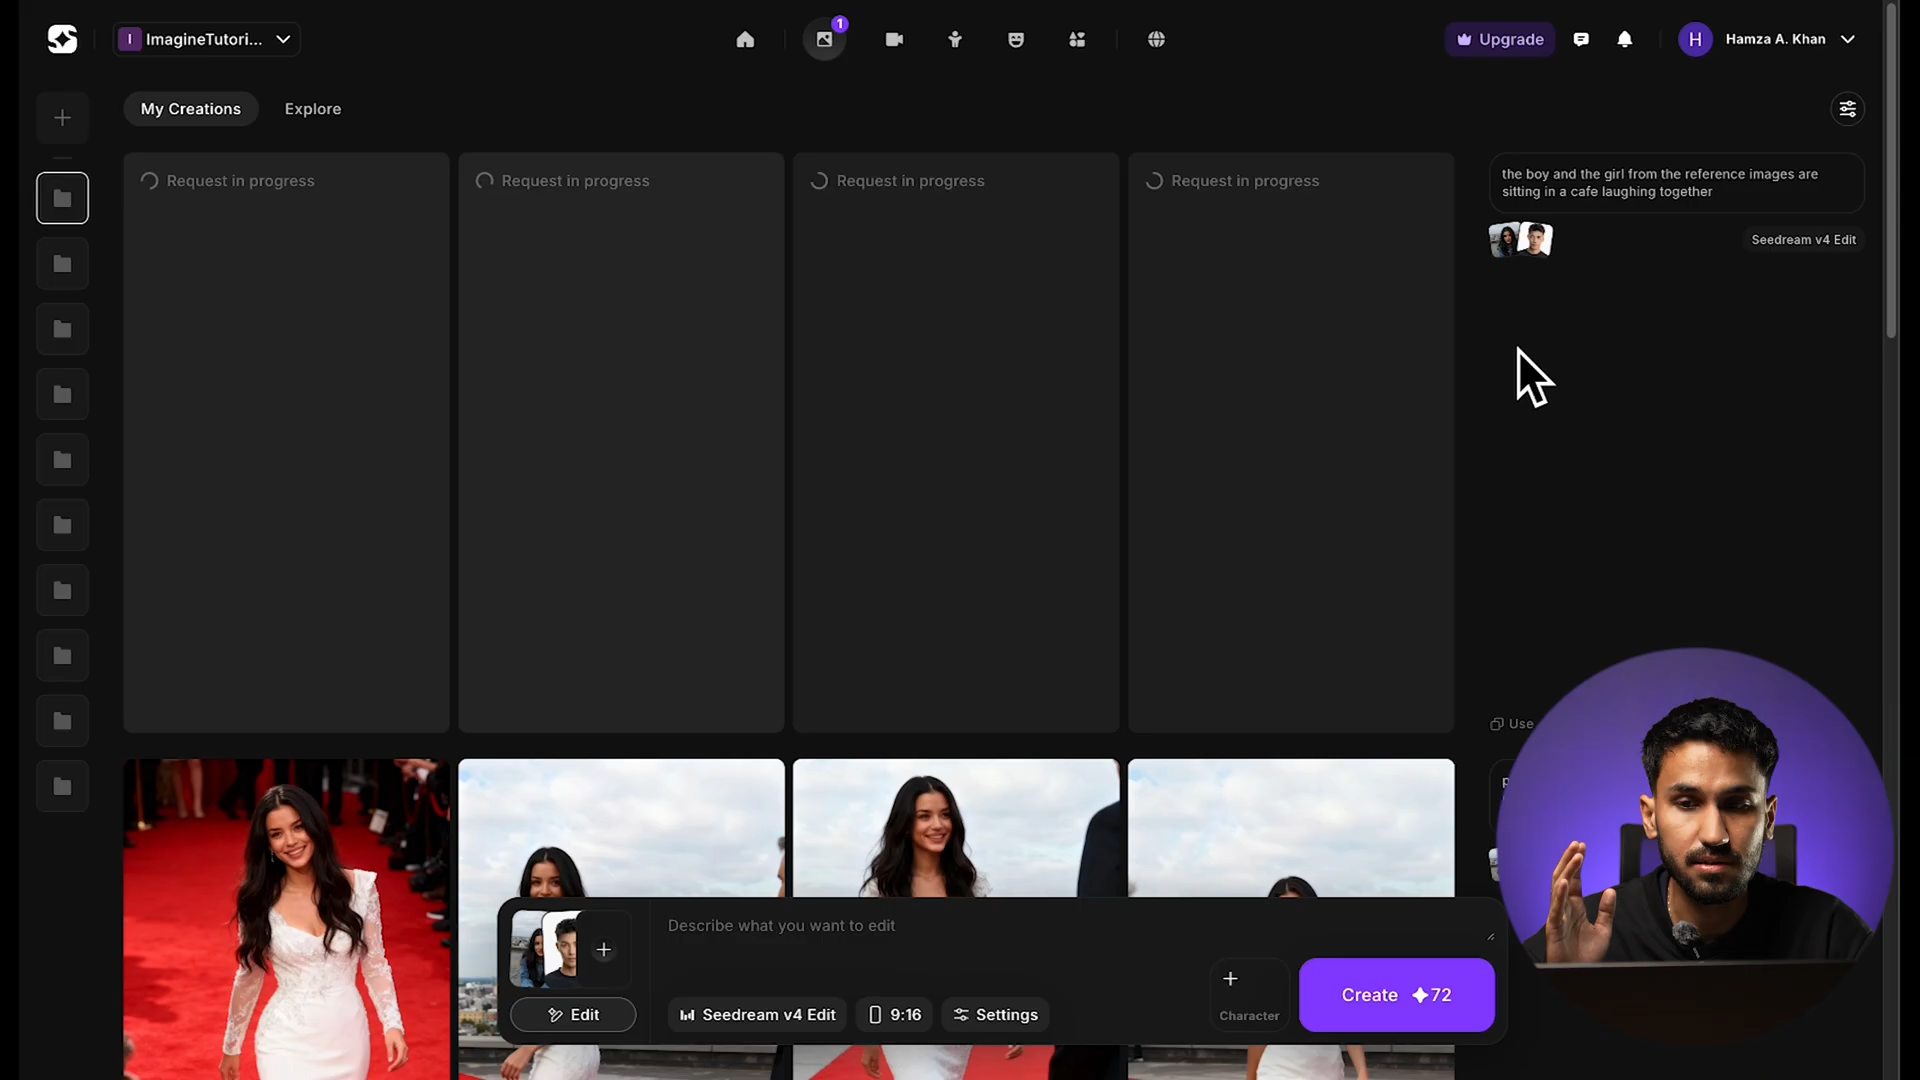 I ImagineTutori...
1
Upgrade
H Hamza A. Khan
My Creations Explore
Request in progress
Request in progress
Request in progress
Request in progress
the boy and the girl from the reference images are
sitting in a cafe laughing together
Seedream v4 Edit
Use
Describe what you want to edit
Edit
Seedream v4 Edit
9:16
Settings
Character
Create 72